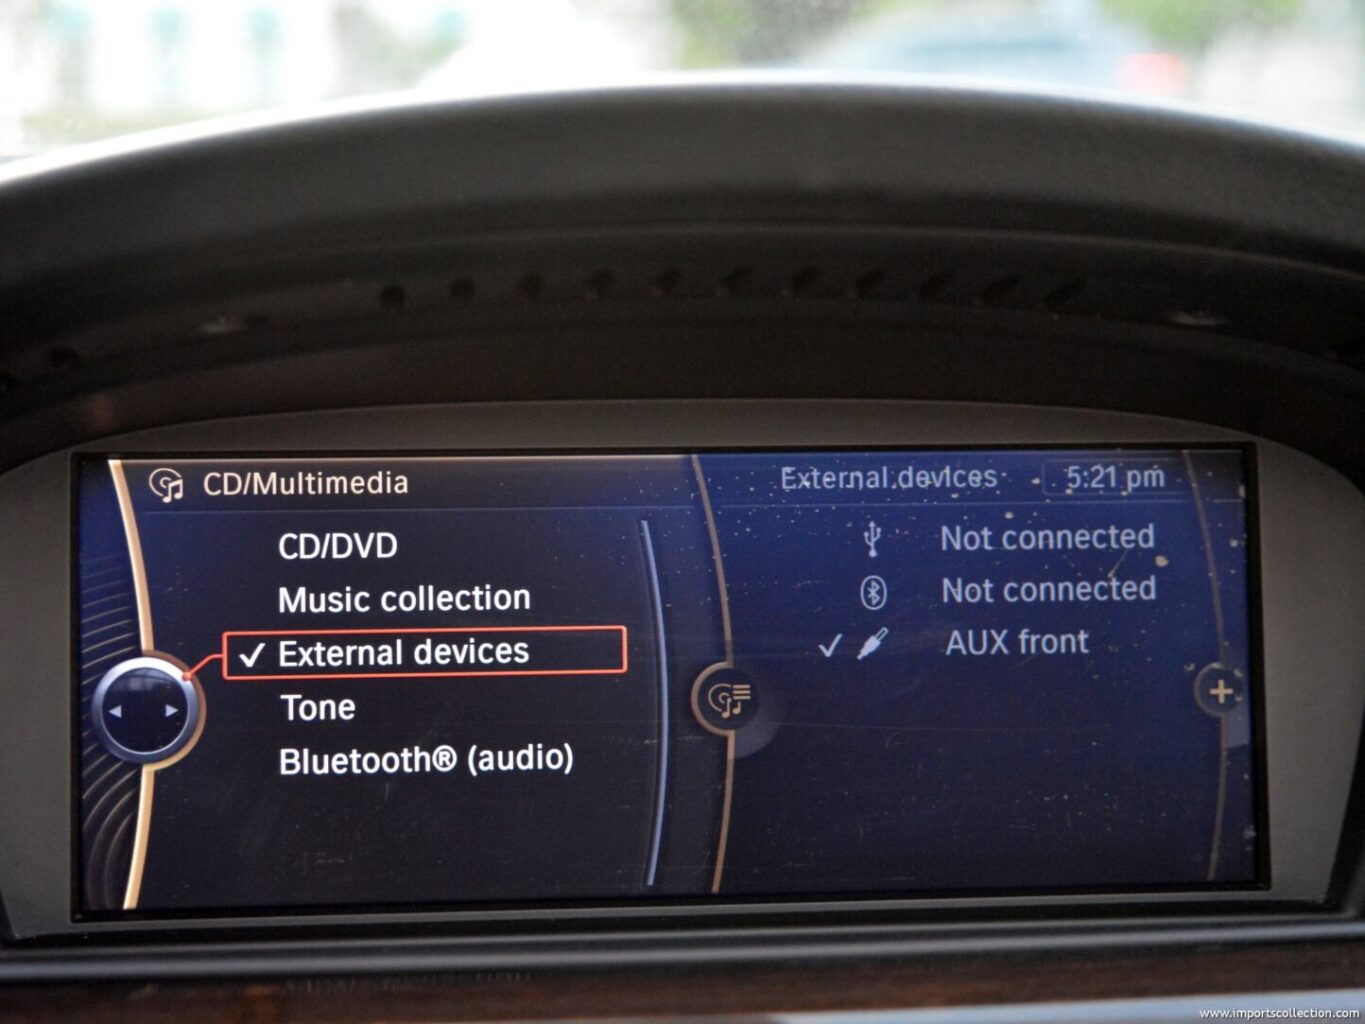 CD/Multimedia
CD/DVD
Music collection
External devices
Tone
Bluetooth® (audio)
External devices
5:21 pm
Not connected
Not connected
AUX front
www.importscollection.com